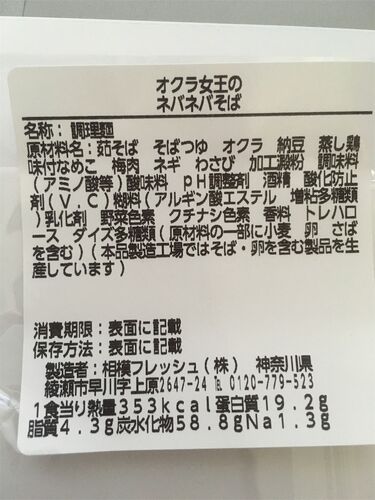 オクラ女王の
ネバネバそば
名称：調理麺
原材料名：茹そば　そばつゆ　オクラ　納豆　蒸し鶏
味付なめこ　梅肉　ネギ　わさび　加工澱粉　調味料
(アミノ酸等)酸味料　pH調整剤　酒精　酸化防止
剤(V．C)糊料(アルギン酸エステル　増粘多糖類
)乳化剤　野菜色素　クチナシ色素　香料　トレハロ
ース　ダイズ多糖類(原材料の一部に小麦　卵　さば
を含む)(本品製造工場ではそば・卵を含む製品を生
産しています)
消費期限：表面に記載
保存方法：表面に記載
製造者：相模フレッシュ(株)　神奈川県
綾瀬市早川字上原2647-24 ℡0120-779-523
1食当り熱量353kcal蛋白質19.2g
脂質4.3g炭水化物58.8gNa1.3g